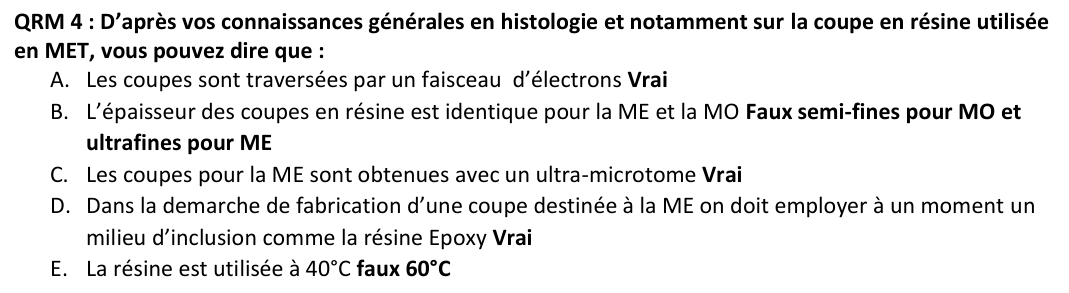 QRM 4 : D’après vos connaissances générales en histologie et notamment sur la coupe en résine utilisée
en MET, vous pouvez dire que :
A. Les coupes sont traversées par un faisceau d’électrons Vrai
B. L’épaisseur des coupes en résine est identique pour la ME et la MO Faux semi-fines pour MO et
ultrafines pour ME
C. Les coupes pour la ME sont obtenues avec un ultra-microtome Vrai
D. Dans la demarche de fabrication d’une coupe destinée à la ME on doit employer à un moment un
milieu d’inclusion comme la résine Epoxy Vrai
E. La résine est utilisée à 40°C faux 60°C